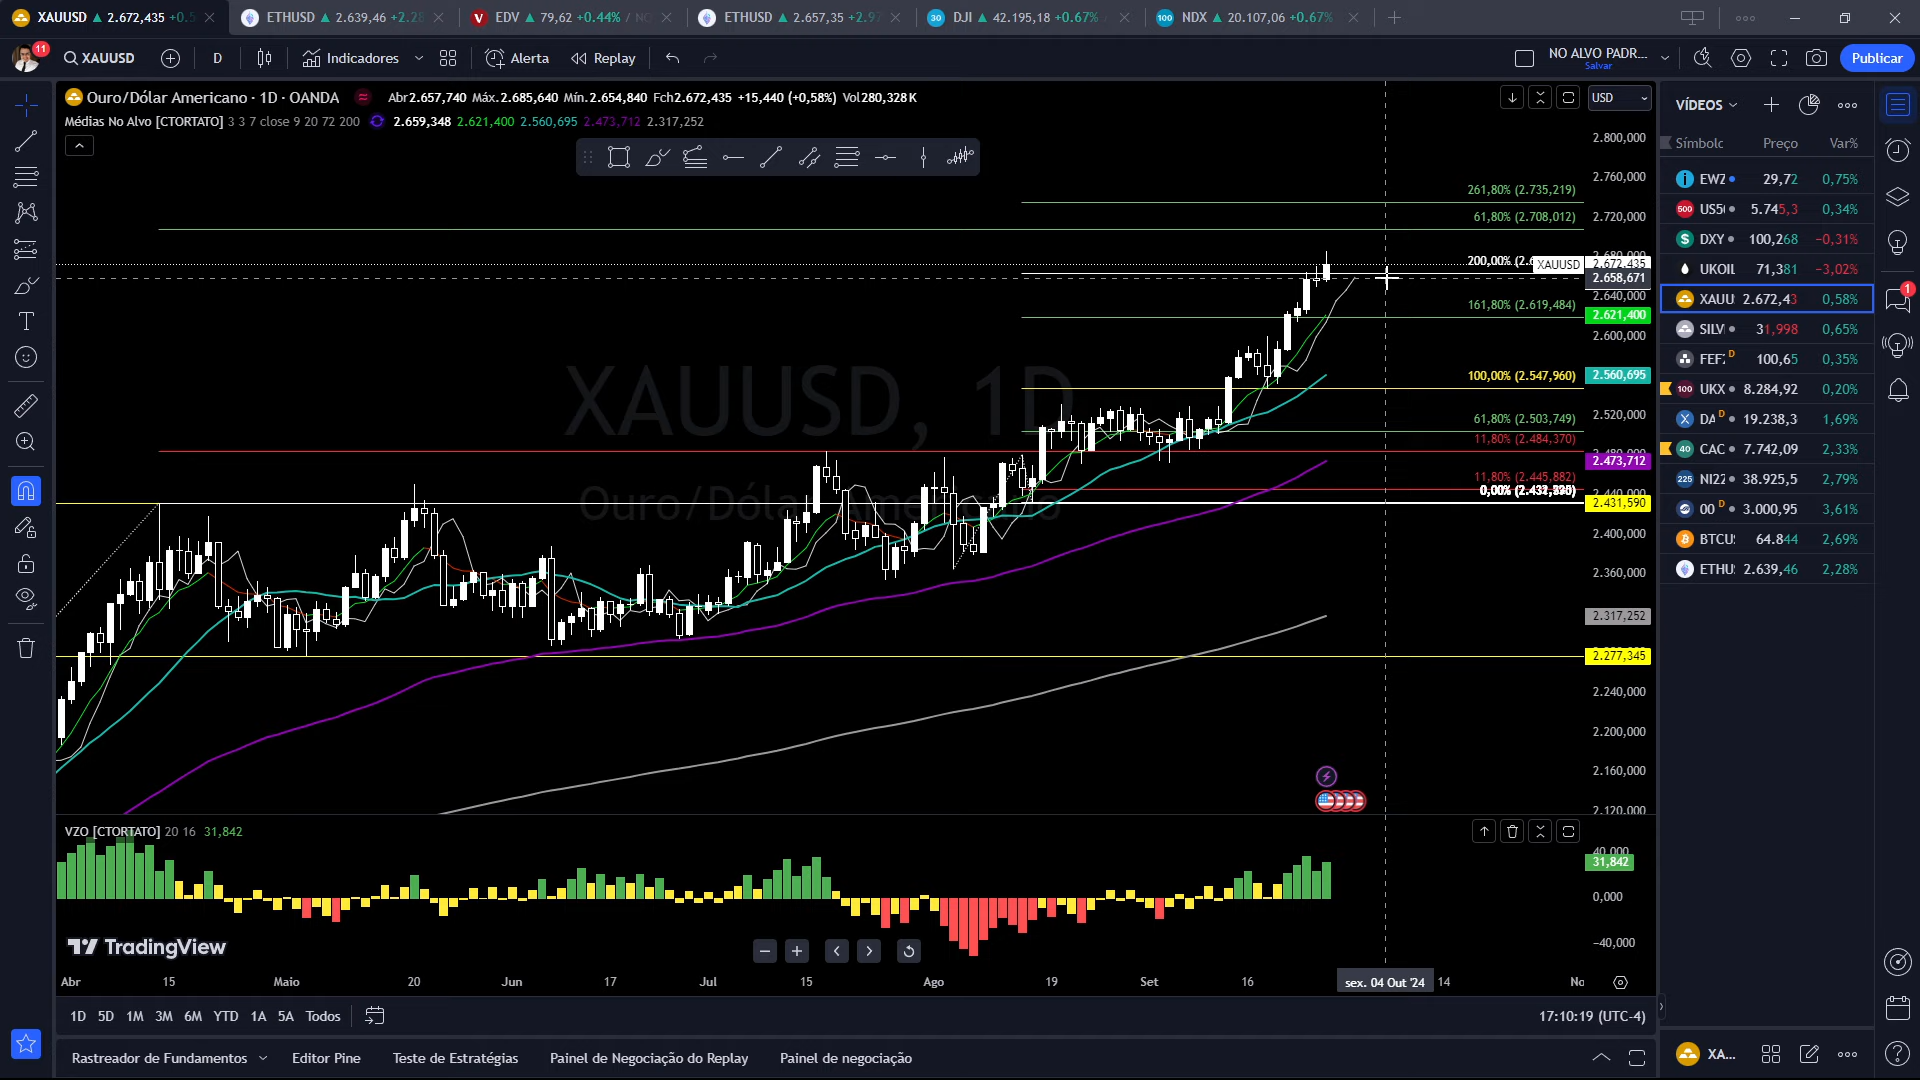 XAUUSD ▲ 2.672,435 +0.5
ETHUSD ▲ 2.639,46 +2.28
EDV ▲ 79,62 +0.44% / NO
ETHUSD ▲ 2.657,35 +2.97
DJI ▲ 42.195,18 +0.67%
NDX ▲ 20.107,06 +0.67%
11
XAUUSD
D
Indicadores
Alerta
Replay
NO ALVO PADR...
Salvar
Publicar
Ouro/Dólar Americano · 1D · OANDA
Abr2.657,740 Máx.2.685,640 Mín.2.654,840 Fch2.672,435 +15,440 (+0,58%) Vol280,328K
USD
Médias No Alvo [CTORTATO] 3 3 7 close 9 20 72 200 2.659,348 2.621,400 2.560,695 2.473,712 2.317,252
XAUUSD, 1D
Ouro/Dólar Americano
261,80% (2.735,219)
61,80% (2.708,012)
200,00% (2.6
161,80% (2.619,484)
100,00% (2.547,960)
61,80% (2.503,749)
11,80% (2.484,370)
11,80% (2.445,882)
2.800,000
2.760,000
2.720,000
XAUUSD 2.672,435
2.658,671
2.640,000
2.621,400
2.600,000
2.560,695
2.520,000
2.473,712
2.440,000
2.431,590
2.400,000
2.360,000
2.317,252
2.277,345
2.240,000
2.200,000
2.160,000
2.120,000
VZO [CTORTATO] 20 16 31,842
40,000
31,842
0,000
−40,000
TradingView
Abr 15 Maio 20 Jun 17 Jul 15 Ago 19 Set 16 sex. 04 Out '24 14 No
1D 5D 1M 3M 6M YTD 1A 5A Todos
17:10:19 (UTC-4)
Rastreador de Fundamentos
Editor Pine
Teste de Estratégias
Painel de Negociação do Replay
Painel de negociação
VÍDEOS
Símbolc Preço Var%
EWZ 29,72 0,75%
500 US5( 5.745,3 0,34%
DXY 100,268 −0,31%
UKOIL 71,381 −3,02%
XAUU 2.672,43 0,58%
SILVI 31,998 0,65%
FEF2 D 100,65 0,35%
100 UKX 8.284,92 0,20%
DA D 19.238,3 1,69%
40 CAC 7.742,09 2,33%
225 NI22 38.925,5 2,79%
00 D 3.000,95 3,61%
BTCU 64.844 2,69%
ETHU 2.639,46 2,28%
1
XA...